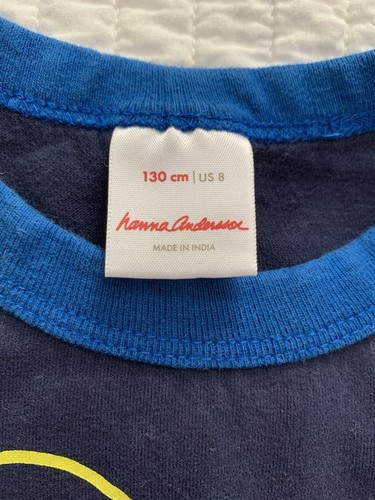 130 cm | US 8
hanna andersson
MADE IN INDIA